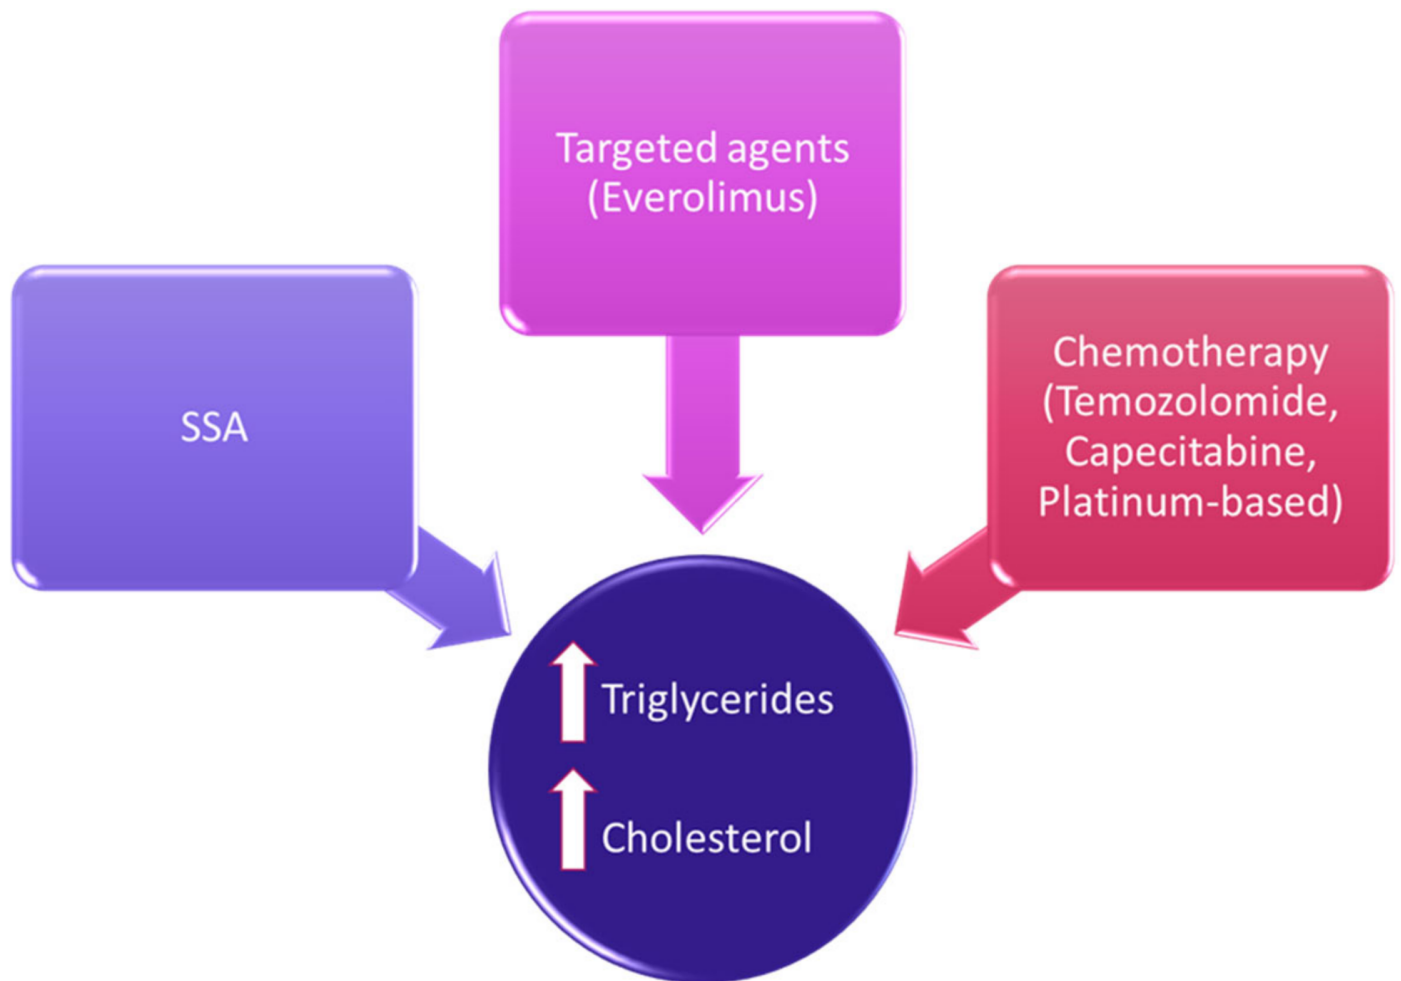 Targeted agents
(Everolimus)
SSA
Chemotherapy
(Temozolomide,
Capecitabine,
Platinum-based)
Triglycerides
Cholesterol